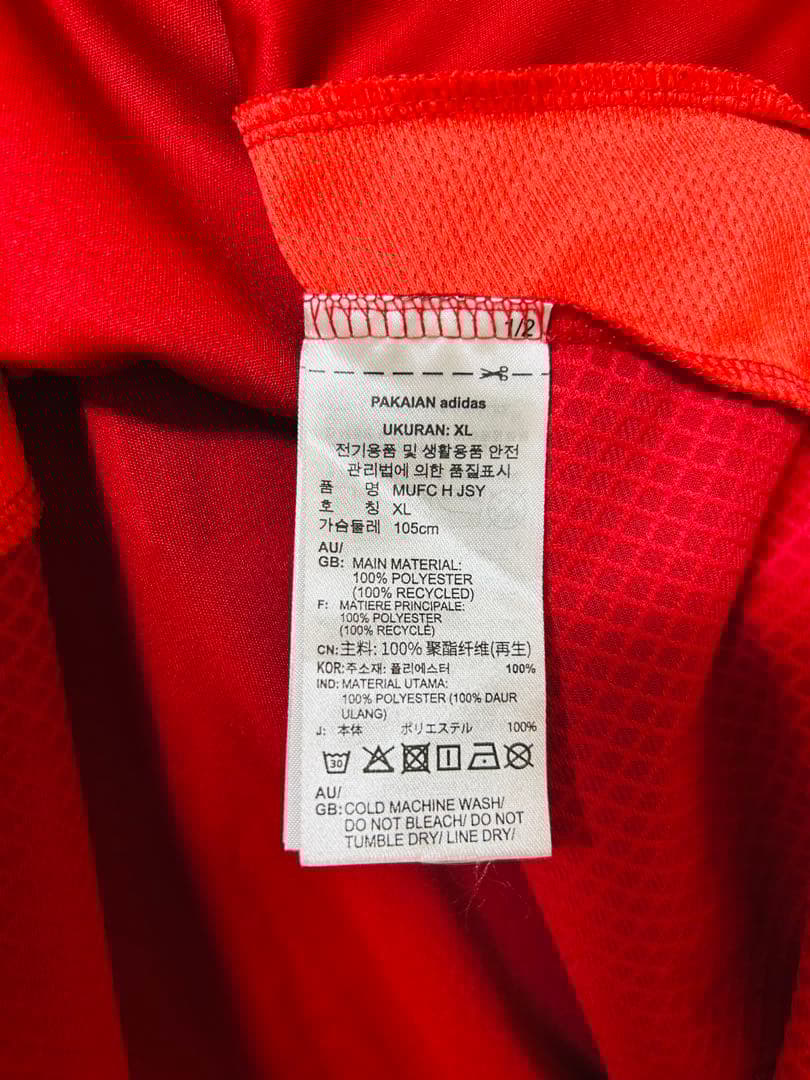 1/2
PAKAIAN adidas
UKURAN: XL
전기용품 및 생활용품 안전
관리법에 의한 품질표시
품 명 MUFC H JSY
호 칭 XL
가슴둘레 105cm
AU/
GB: MAIN MATERIAL:
100% POLYESTER
(100% RECYCLED)
F: MATIERE PRINCIPALE:
100% POLYESTER
(100% RECYCLÉ)
CN: 主料: 100% 聚酯纤维(再生)
KOR: 주소재: 폴리에스터 100%
IND: MATERIAL UTAMA:
100% POLYESTER (100% DAUR
ULANG)
J: 本体 ポリエステル 100%
30
AU/
GB: COLD MACHINE WASH/
DO NOT BLEACH/ DO NOT
TUMBLE DRY/ LINE DRY/